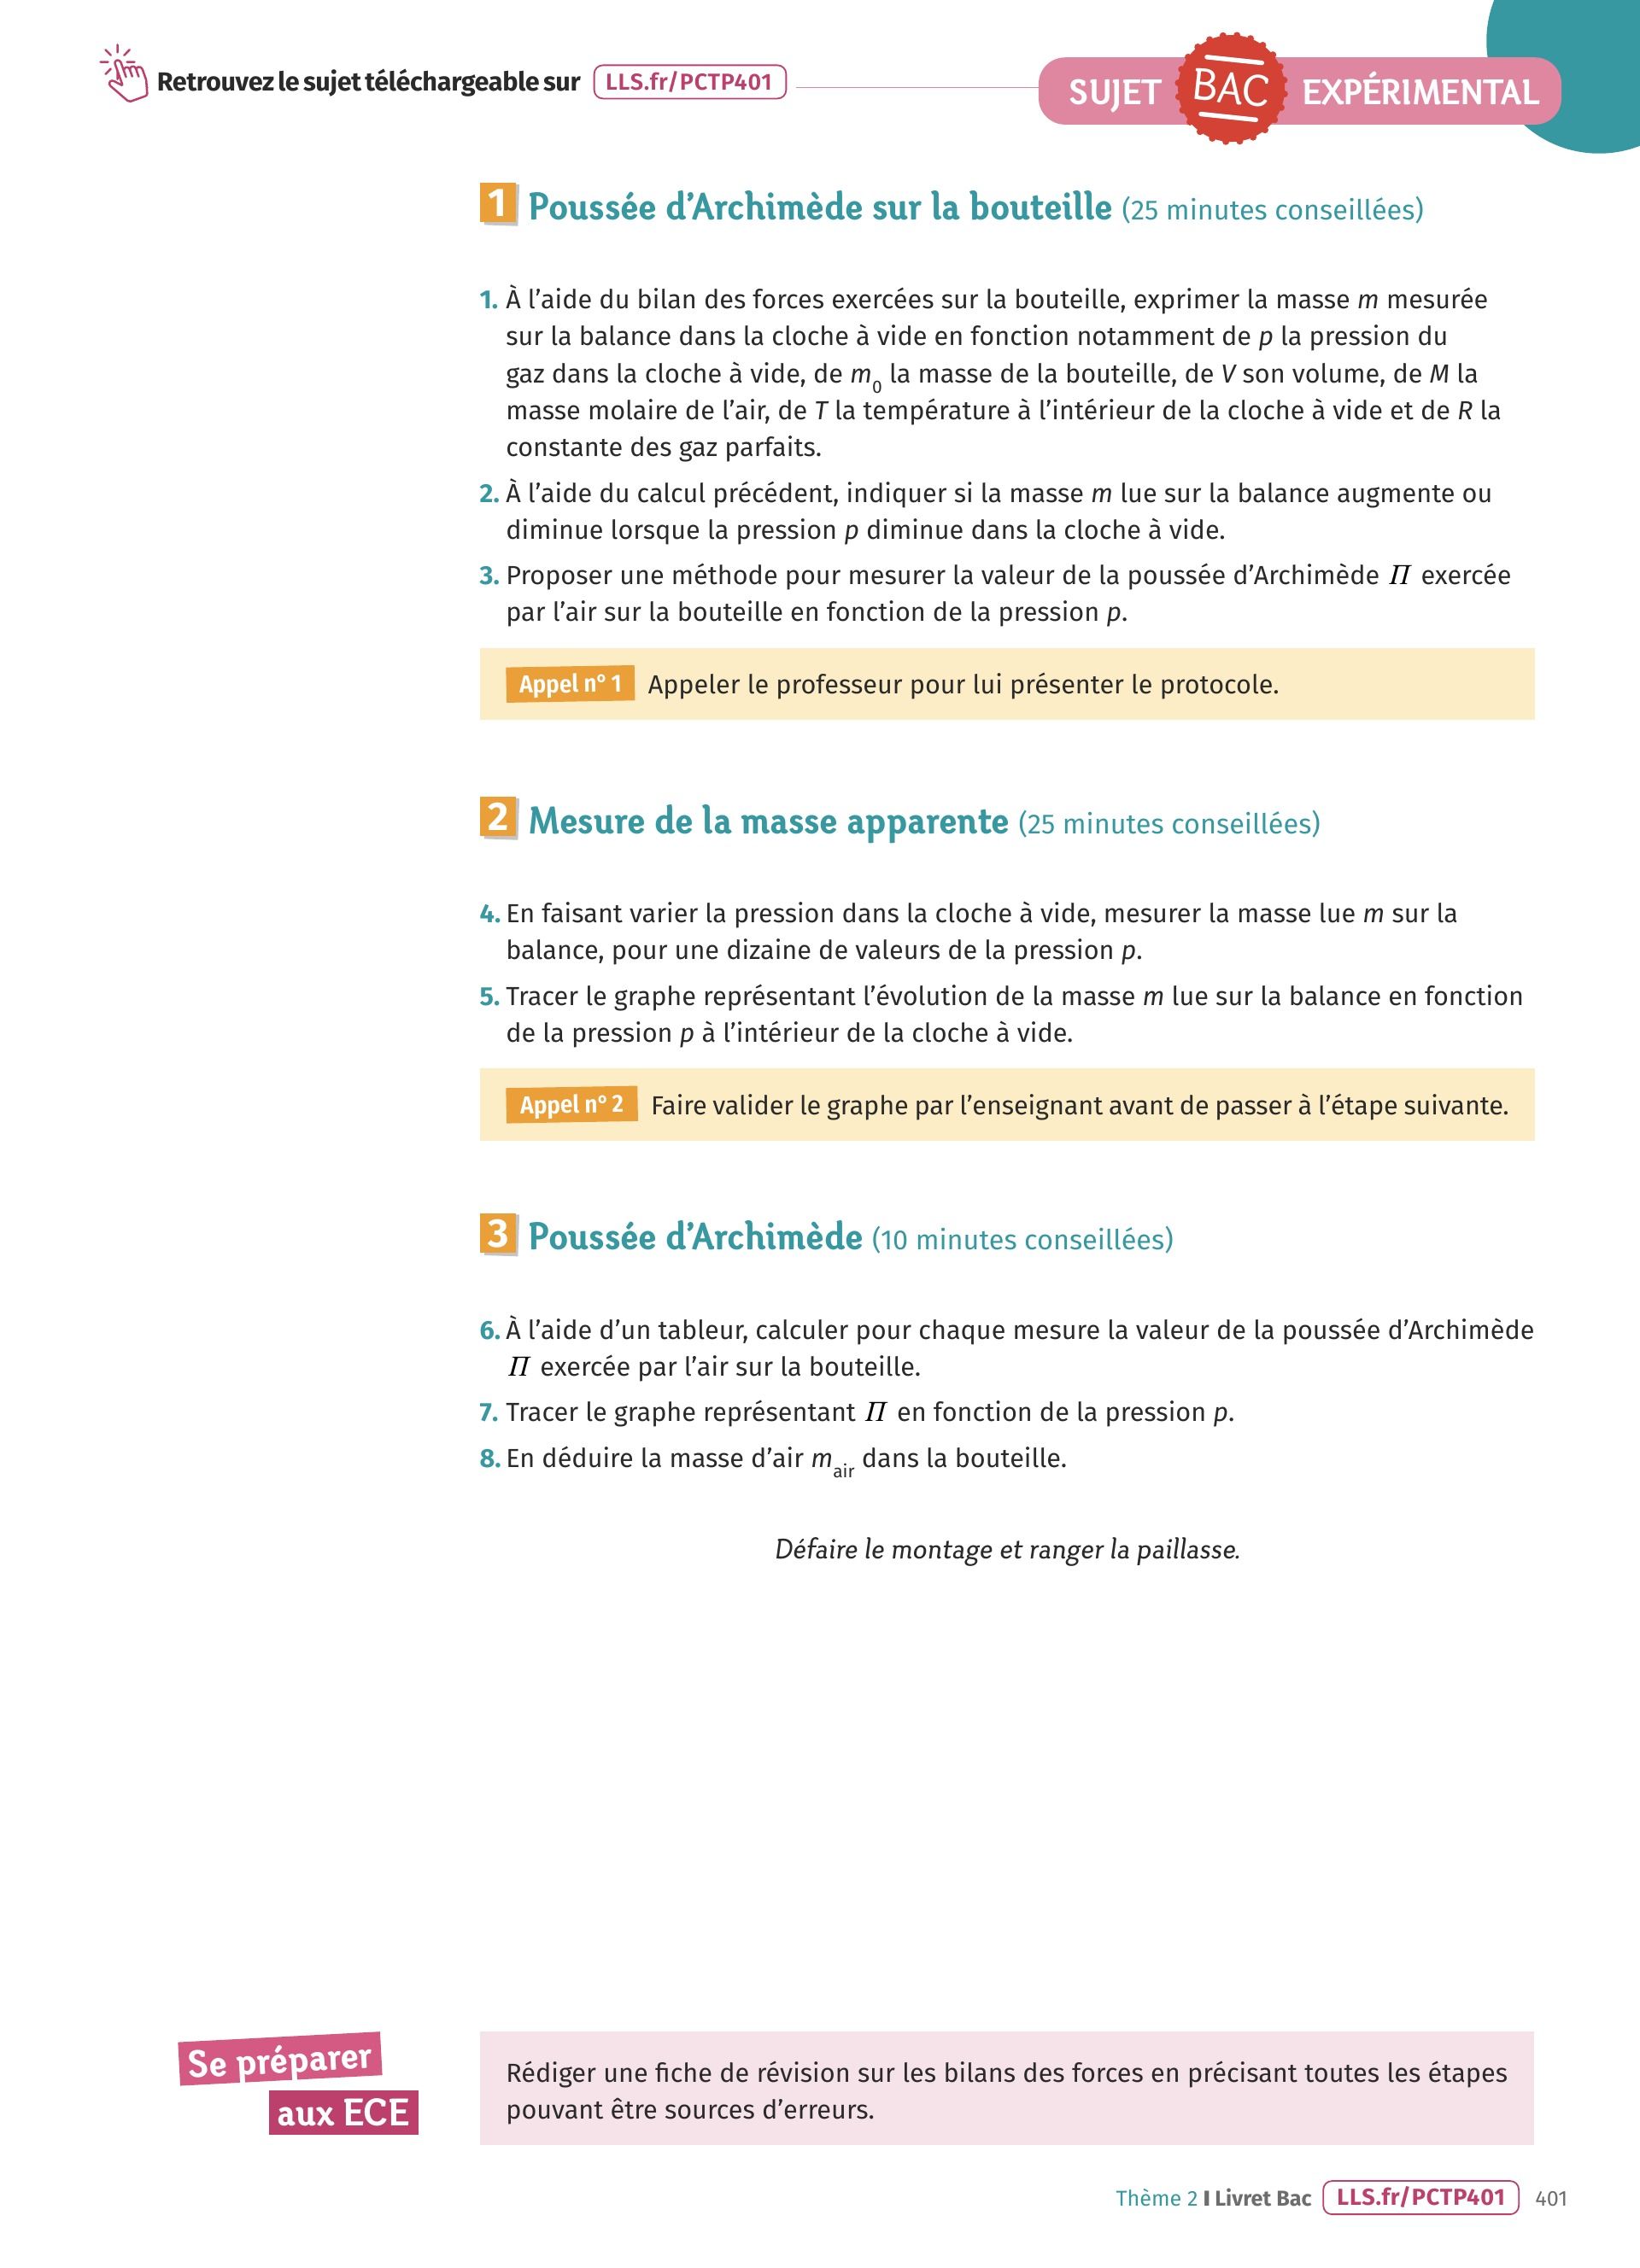 Retrouvez le sujet téléchargeable sur LLS.fr/PCTP401
SUJET BAC EXPÉRIMENTAL
1 Poussée d’Archimède sur la bouteille (25 minutes conseillées)
1. À l’aide du bilan des forces exercées sur la bouteille, exprimer la masse m mesurée
sur la balance dans la cloche à vide en fonction notamment de p la pression du
gaz dans la cloche à vide, de m0 la masse de la bouteille, de V son volume, de M la
masse molaire de l’air, de T la température à l’intérieur de la cloche à vide et de R la
constante des gaz parfaits.
2. À l’aide du calcul précédent, indiquer si la masse m lue sur la balance augmente ou
diminue lorsque la pression p diminue dans la cloche à vide.
3. Proposer une méthode pour mesurer la valeur de la poussée d’Archimède Π exercée
par l’air sur la bouteille en fonction de la pression p.
Appel n° 1 Appeler le professeur pour lui présenter le protocole.
2 Mesure de la masse apparente (25 minutes conseillées)
4. En faisant varier la pression dans la cloche à vide, mesurer la masse lue m sur la
balance, pour une dizaine de valeurs de la pression p.
5. Tracer le graphe représentant l’évolution de la masse m lue sur la balance en fonction
de la pression p à l’intérieur de la cloche à vide.
Appel n° 2 Faire valider le graphe par l’enseignant avant de passer à l’étape suivante.
3 Poussée d’Archimède (10 minutes conseillées)
6. À l’aide d’un tableur, calculer pour chaque mesure la valeur de la poussée d’Archimède
Π exercée par l’air sur la bouteille.
7. Tracer le graphe représentant Π en fonction de la pression p.
8. En déduire la masse d’air mair dans la bouteille.
Défaire le montage et ranger la paillasse.
Se préparer
aux ECE
Rédiger une fiche de révision sur les bilans des forces en précisant toutes les étapes
pouvant être sources d’erreurs.
Thème 2 I Livret Bac LLS.fr/PCTP401 401